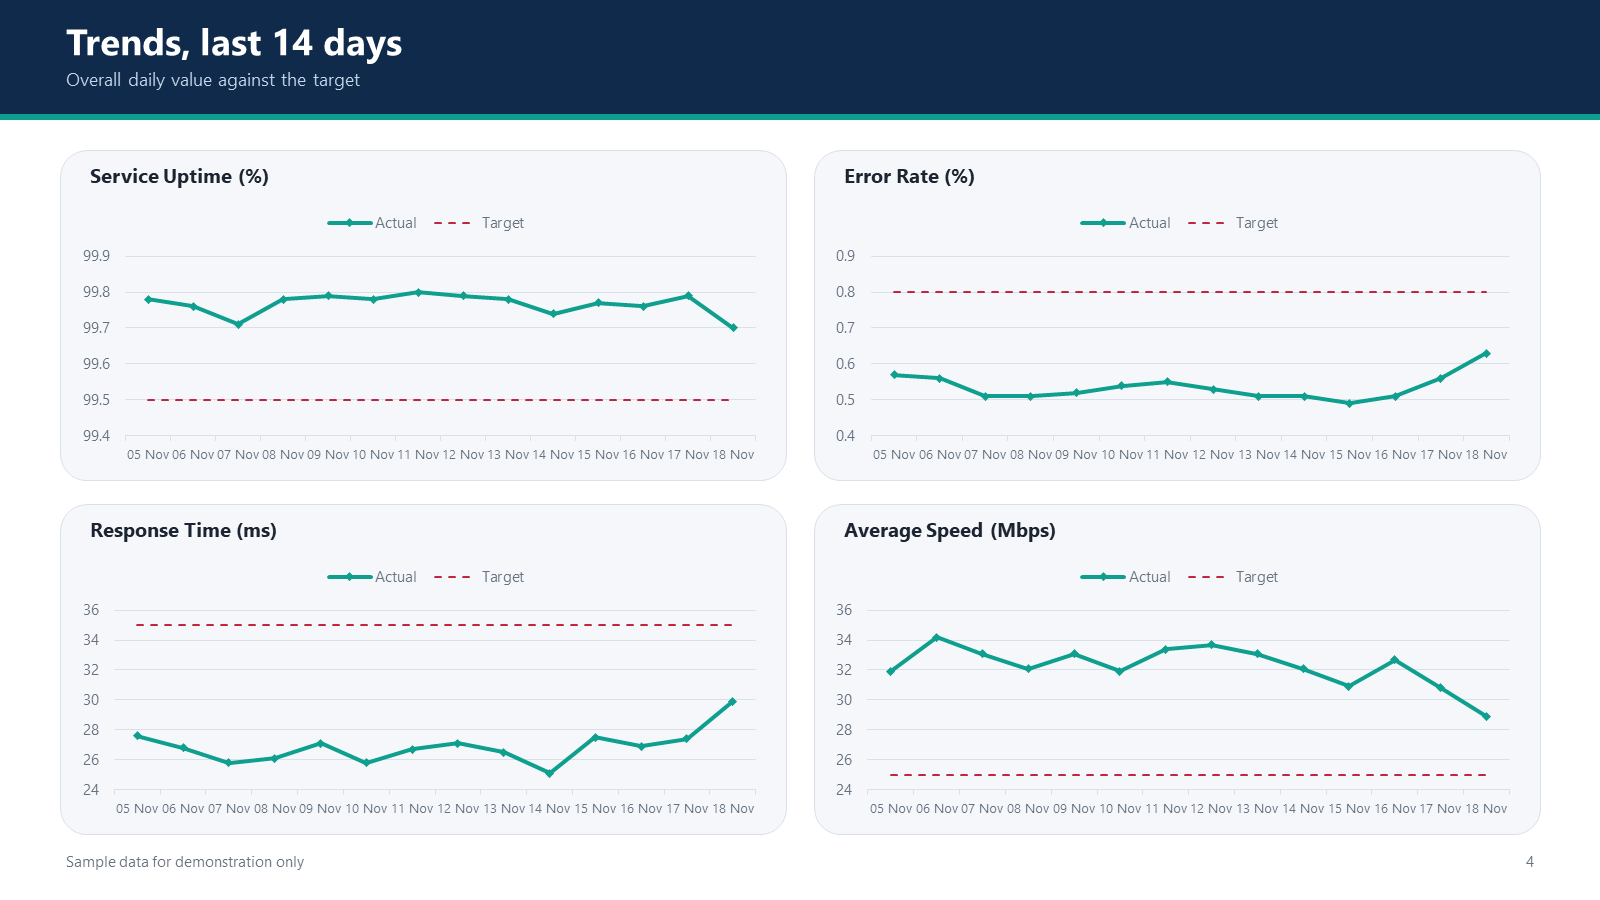 Trends, last 14 days
Overall daily value against the target
Service Uptime (%)
Actual Target
99.9
99.8
99.7
99.6
99.5
99.4
05 Nov 06 Nov 07 Nov 08 Nov 09 Nov 10 Nov 11 Nov 12 Nov 13 Nov 14 Nov 15 Nov 16 Nov 17 Nov 18 Nov
Error Rate (%)
Actual Target
0.9
0.8
0.7
0.6
0.5
0.4
05 Nov 06 Nov 07 Nov 08 Nov 09 Nov 10 Nov 11 Nov 12 Nov 13 Nov 14 Nov 15 Nov 16 Nov 17 Nov 18 Nov
Response Time (ms)
Actual Target
36
34
32
30
28
26
24
05 Nov 06 Nov 07 Nov 08 Nov 09 Nov 10 Nov 11 Nov 12 Nov 13 Nov 14 Nov 15 Nov 16 Nov 17 Nov 18 Nov
Average Speed (Mbps)
Actual Target
36
34
32
30
28
26
24
05 Nov 06 Nov 07 Nov 08 Nov 09 Nov 10 Nov 11 Nov 12 Nov 13 Nov 14 Nov 15 Nov 16 Nov 17 Nov 18 Nov
Sample data for demonstration only
4